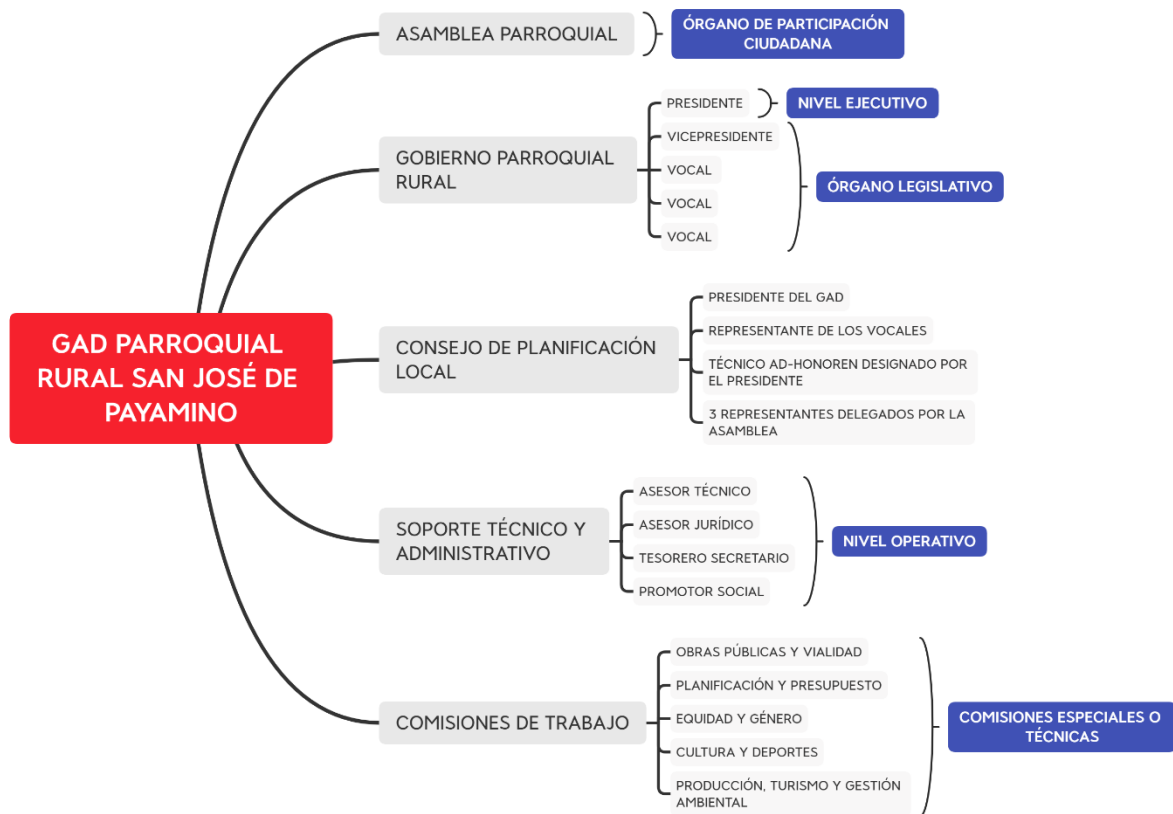 GAD PARROQUIAL
RURAL SAN JOSÉ DE
PAYAMINO
ASAMBLEA PARROQUIAL
ÓRGANO DE PARTICIPACIÓN
CIUDADANA
GOBIERNO PARROQUIAL
RURAL
PRESIDENTE
NIVEL EJECUTIVO
VICEPRESIDENTE
VOCAL
VOCAL
VOCAL
ÓRGANO LEGISLATIVO
CONSEJO DE PLANIFICACIÓN
LOCAL
PRESIDENTE DEL GAD
REPRESENTANTE DE LOS VOCALES
TÉCNICO AD-HONOREN DESIGNADO POR
EL PRESIDENTE
3 REPRESENTANTES DELEGADOS POR LA
ASAMBLEA
SOPORTE TÉCNICO Y
ADMINISTRATIVO
ASESOR TÉCNICO
ASESOR JURÍDICO
TESORERO SECRETARIO
PROMOTOR SOCIAL
NIVEL OPERATIVO
COMISIONES DE TRABAJO
OBRAS PÚBLICAS Y VIALIDAD
PLANIFICACIÓN Y PRESUPUESTO
EQUIDAD Y GÉNERO
CULTURA Y DEPORTES
PRODUCCIÓN, TURISMO Y GESTIÓN
AMBIENTAL
COMISIONES ESPECIALES O
TÉCNICAS